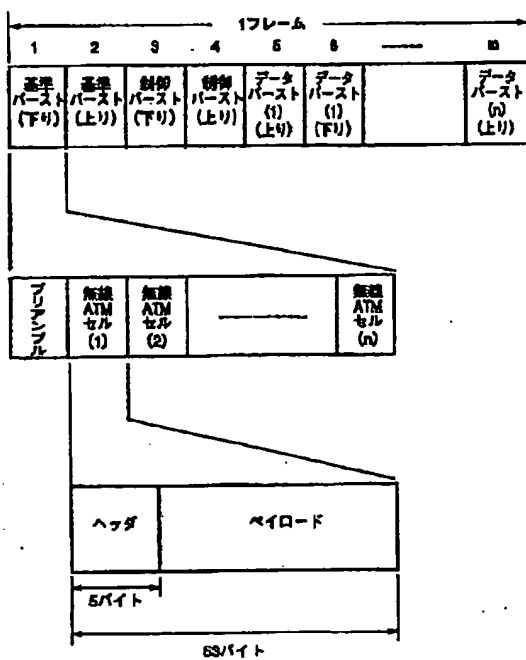 1フレーム
1 2 3 4 5 6 m
基準
バースト
(下り)
基準
バースト
(上り)
制御
バースト
(下り)
制御
バースト
(上り)
データ
バースト
(1)
(上り)
データ
バースト
(1)
(下り)
データ
バースト
(n)
(上り)
プリアンブル
無線
ATM
セル
(1)
無線
ATM
セル
(2)
無線
ATM
セル
(n)
ヘッダ
ペイロード
5バイト
53バイト